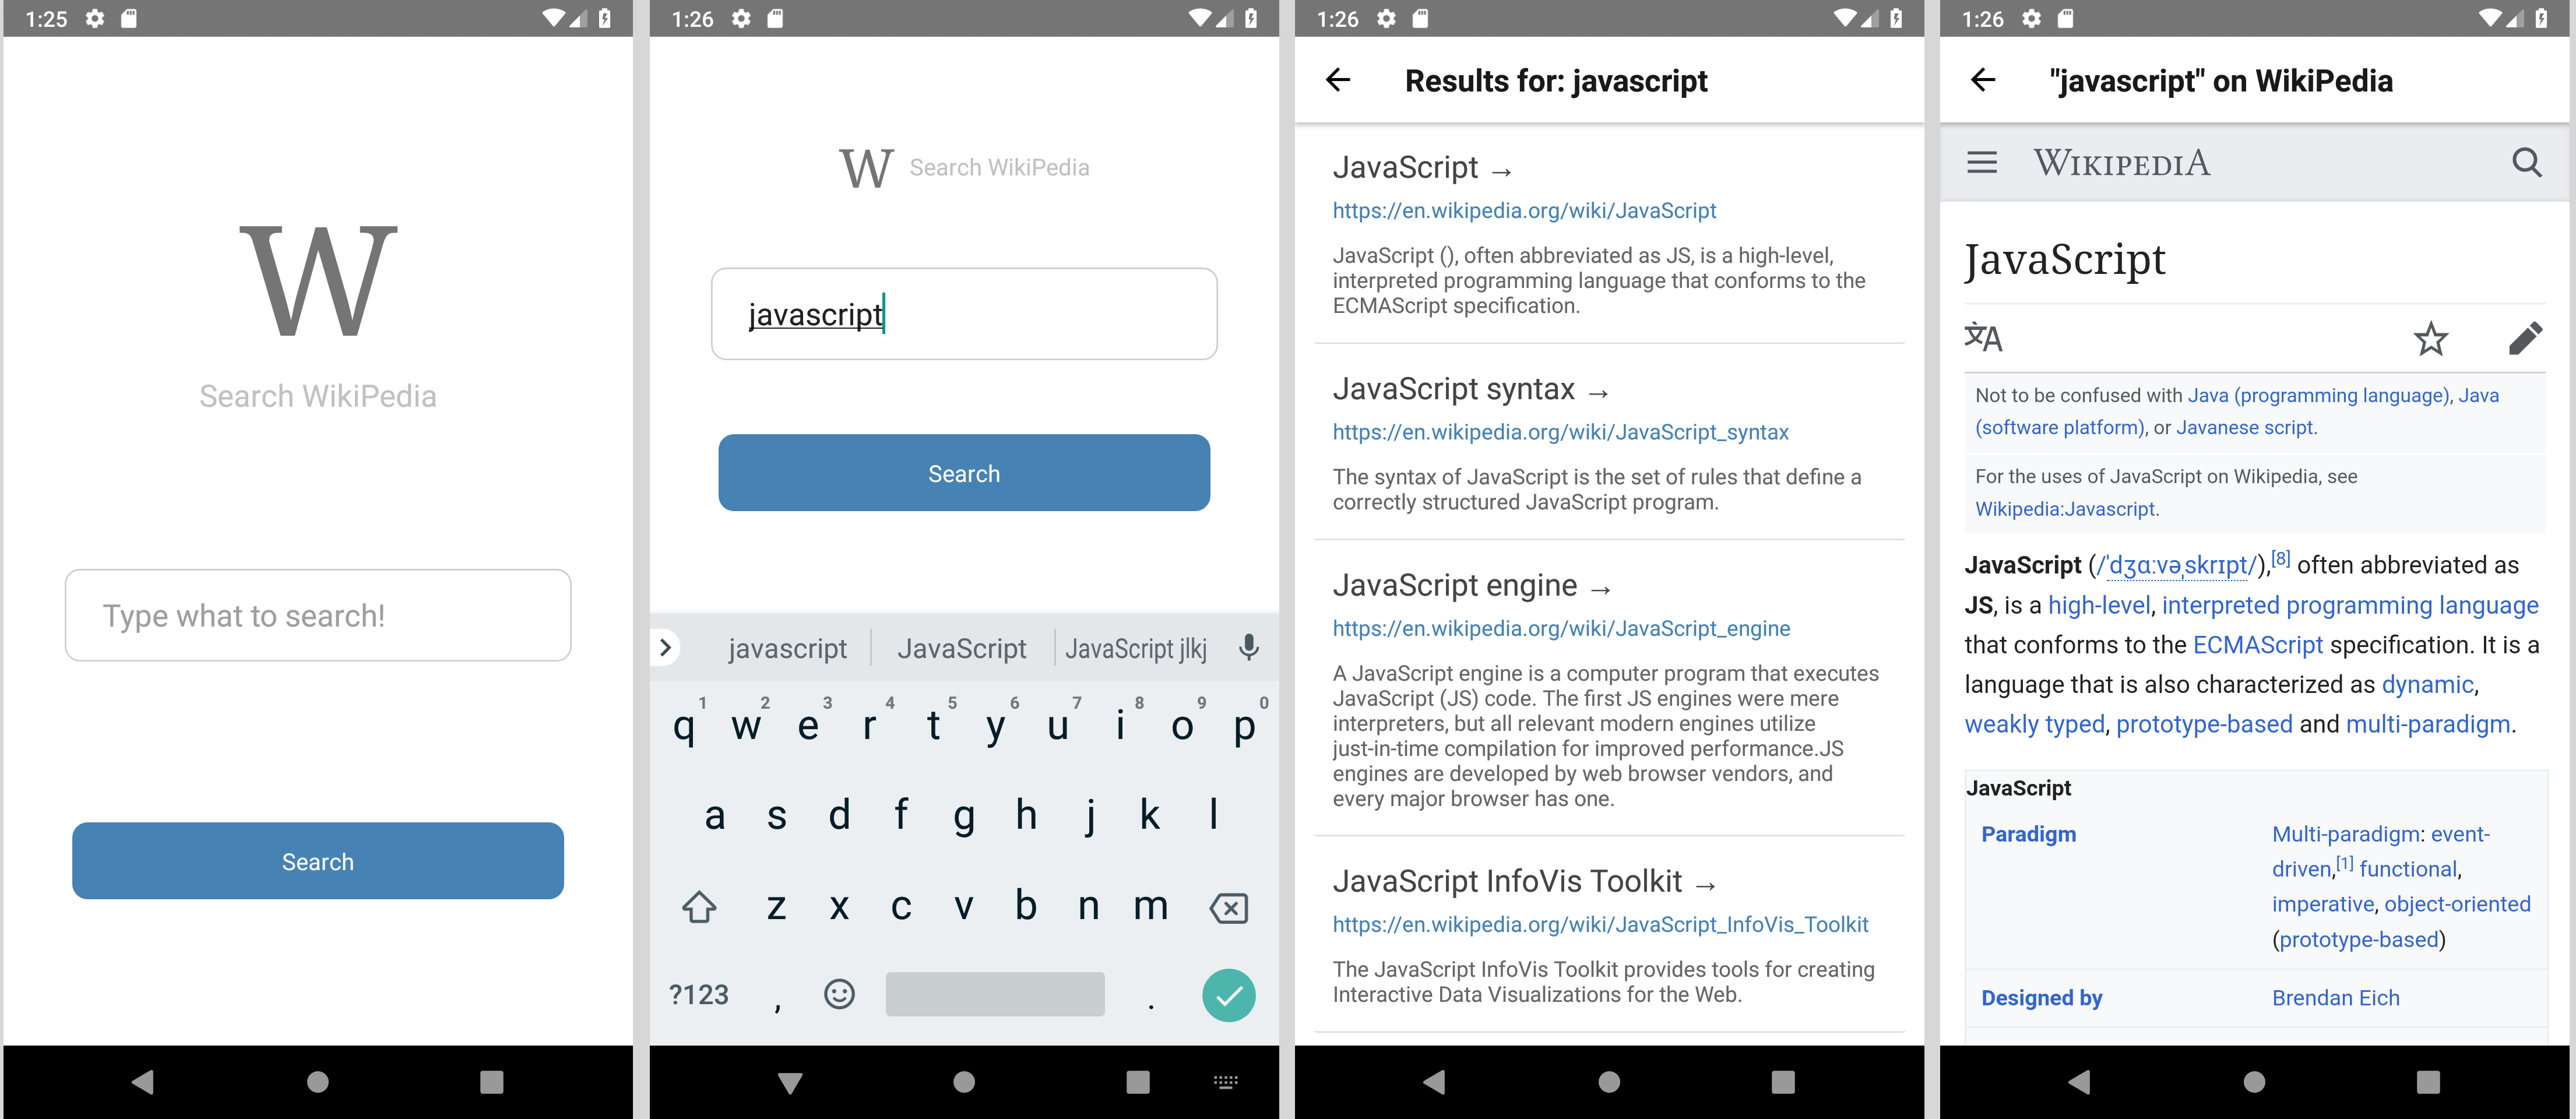 1:25
W
Search WikiPedia
Type what to search!
Search
1:26
W Search WikiPedia
javascript
Search
javascript JavaScript JavaScript jlkj
1 2 3 4 5 6 7 8 9 0
q w e r t y u i o p
a s d f g h j k l
z x c v b n m
?123 , .
1:26
Results for: javascript
JavaScript →
https://en.wikipedia.org/wiki/JavaScript
JavaScript (), often abbreviated as JS, is a high-level,
interpreted programming language that conforms to the
ECMAScript specification.
JavaScript syntax →
https://en.wikipedia.org/wiki/JavaScript_syntax
The syntax of JavaScript is the set of rules that define a
correctly structured JavaScript program.
JavaScript engine →
https://en.wikipedia.org/wiki/JavaScript_engine
A JavaScript engine is a computer program that executes
JavaScript (JS) code. The first JS engines were mere
interpreters, but all relevant modern engines utilize
just-in-time compilation for improved performance.JS
engines are developed by web browser vendors, and
every major browser has one.
JavaScript InfoVis Toolkit →
https://en.wikipedia.org/wiki/JavaScript_InfoVis_Toolkit
The JavaScript InfoVis Toolkit provides tools for creating
Interactive Data Visualizations for the Web.
1:26
"javascript" on WikiPedia
WIKIPEDIA
JavaScript
文A
Not to be confused with Java (programming language), Java
(software platform), or Javanese script.
For the uses of JavaScript on Wikipedia, see
Wikipedia:Javascript.
JavaScript (/ˈdʒɑːvəˌskrɪpt/),[8] often abbreviated as
JS, is a high-level, interpreted programming language
that conforms to the ECMAScript specification. It is a
language that is also characterized as dynamic,
weakly typed, prototype-based and multi-paradigm.
JavaScript
Paradigm Multi-paradigm: event-
driven,[1] functional,
imperative, object-oriented
(prototype-based)
Designed by Brendan Eich